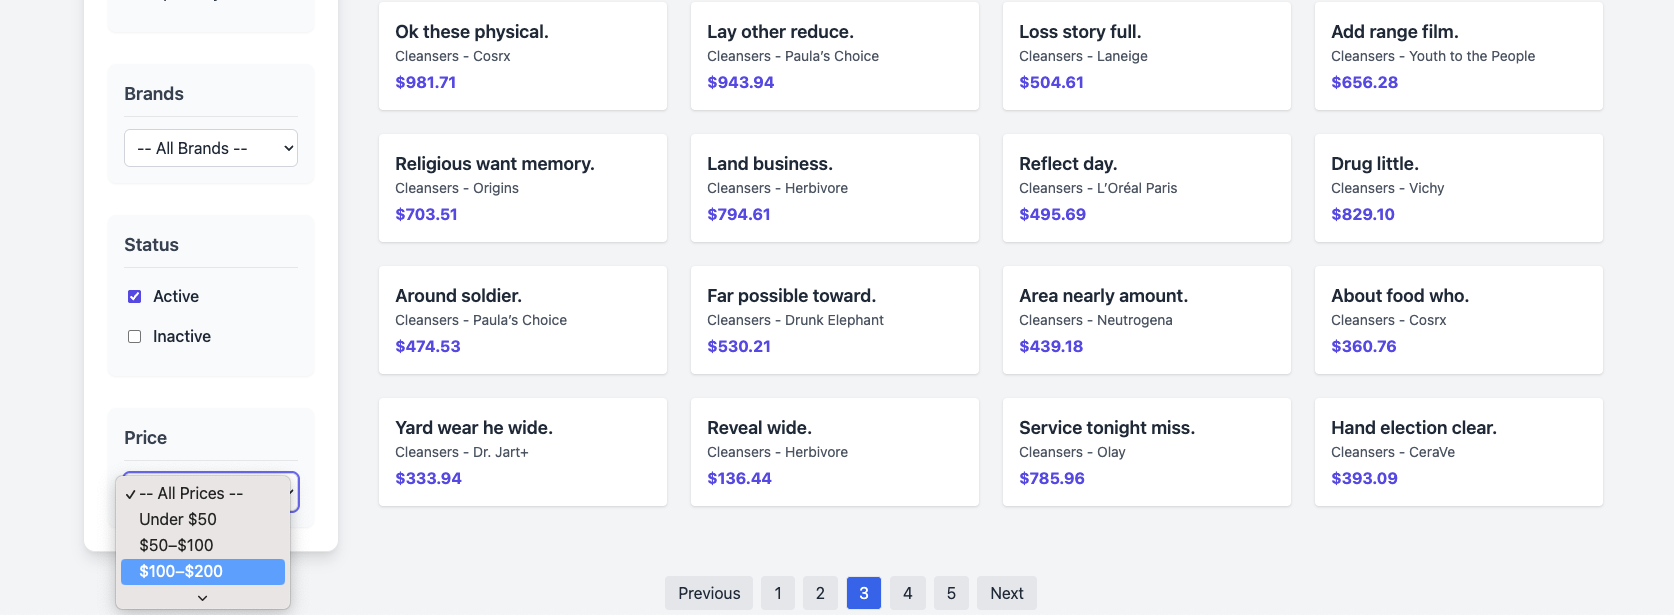 Brands
-- All Brands --
Status
Active
Inactive
Price
-- All Prices --
Under $50
$50–$100
$100–$200
Ok these physical.
Cleansers - Cosrx
$981.71
Lay other reduce.
Cleansers - Paula’s Choice
$943.94
Loss story full.
Cleansers - Laneige
$504.61
Add range film.
Cleansers - Youth to the People
$656.28
Religious want memory.
Cleansers - Origins
$703.51
Land business.
Cleansers - Herbivore
$794.61
Reflect day.
Cleansers - L’Oréal Paris
$495.69
Drug little.
Cleansers - Vichy
$829.10
Around soldier.
Cleansers - Paula’s Choice
$474.53
Far possible toward.
Cleansers - Drunk Elephant
$530.21
Area nearly amount.
Cleansers - Neutrogena
$439.18
About food who.
Cleansers - Cosrx
$360.76
Yard wear he wide.
Cleansers - Dr. Jart+
$333.94
Reveal wide.
Cleansers - Herbivore
$136.44
Service tonight miss.
Cleansers - Olay
$785.96
Hand election clear.
Cleansers - CeraVe
$393.09
Previous 1 2 3 4 5 Next